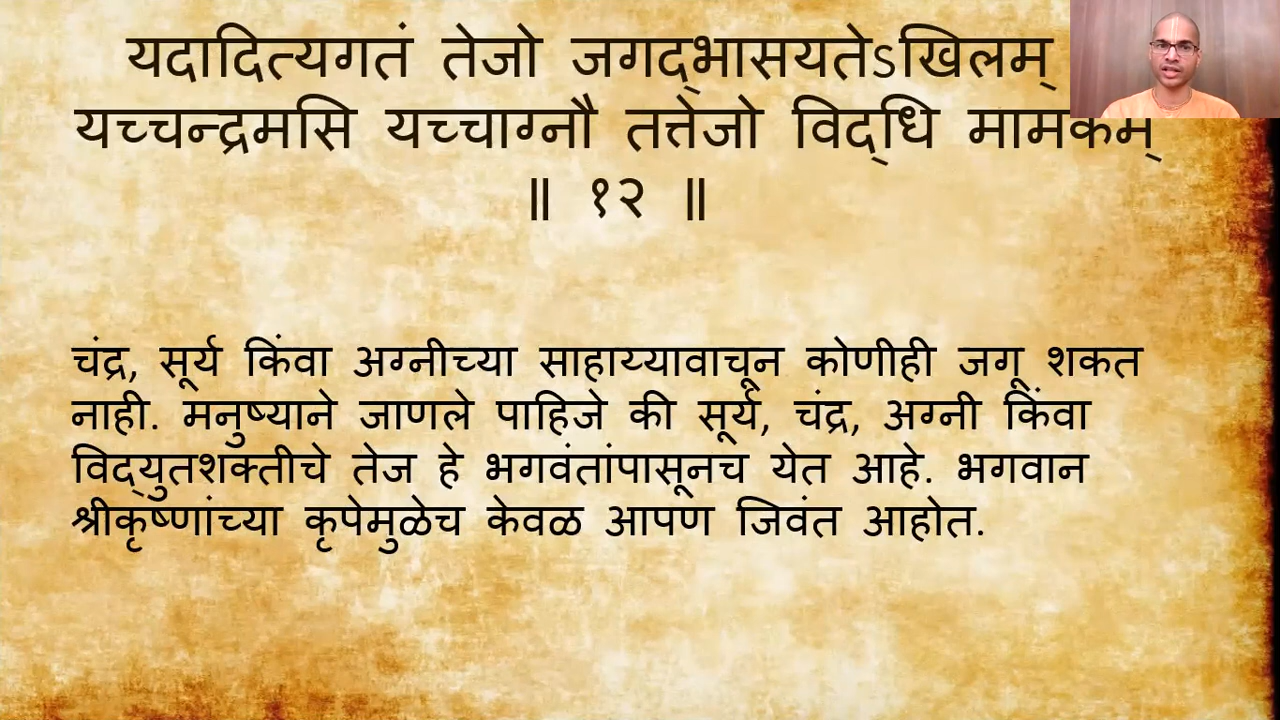 यदादित्यगतं तेजो जगद्‌भासयतेऽखिलम्
यच्चन्द्रमसि यच्चाग्नौ तत्तेजो विद्‌धि मामकम्
॥ १२ ॥
चंद्र, सूर्य किंवा अग्नीच्या साहाय्यावाचून कोणीही जगू शकत
नाही. मनुष्याने जाणले पाहिजे की सूर्य, चंद्र, अग्नी किंवा
विद्‌युतशक्तीचे तेज हे भगवंतांपासूनच येत आहे. भगवान
श्रीकृष्णांच्या कृपेमुळेच केवळ आपण जिवंत आहोत.